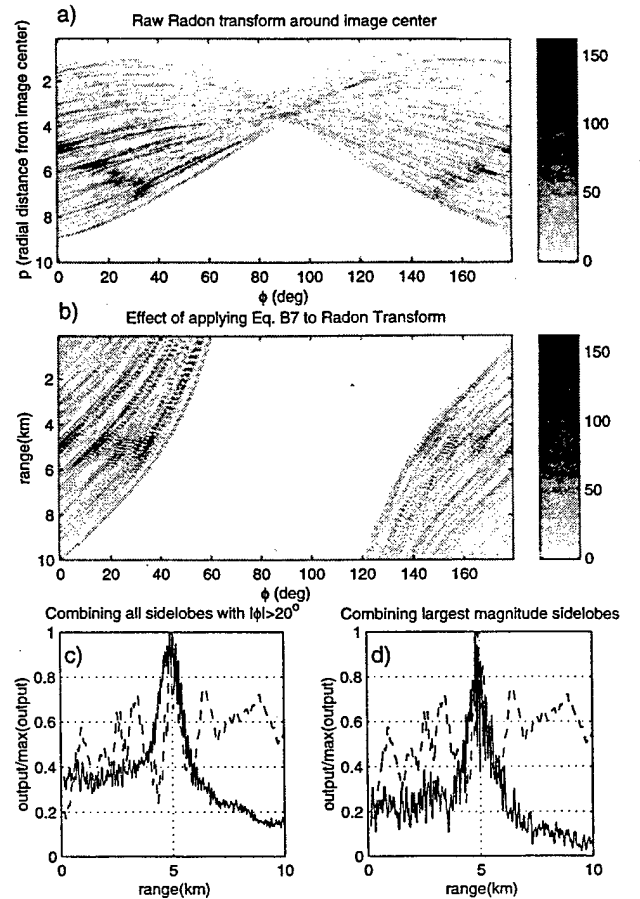 a) Raw Radon transform around image center
p (radial distance from image center)
2
4
6
8
10
0 20 40 60 80 100 120 140 160
φ (deg)
150
100
50
0
b) Effect of applying Eq. B7 to Radon Transform
range(km)
2
4
6
8
10
0 20 40 60 80 100 120 140 160
φ (deg)
150
100
50
0
Combining all sidelobes with |φ|>20°
c)
output/max(output)
1
0.8
0.6
0.4
0.2
0
0 5 10
range(km)
Combining largest magnitude sidelobes
d)
output/max(output)
1
0.8
0.6
0.4
0.2
0
0 5 10
range(km)